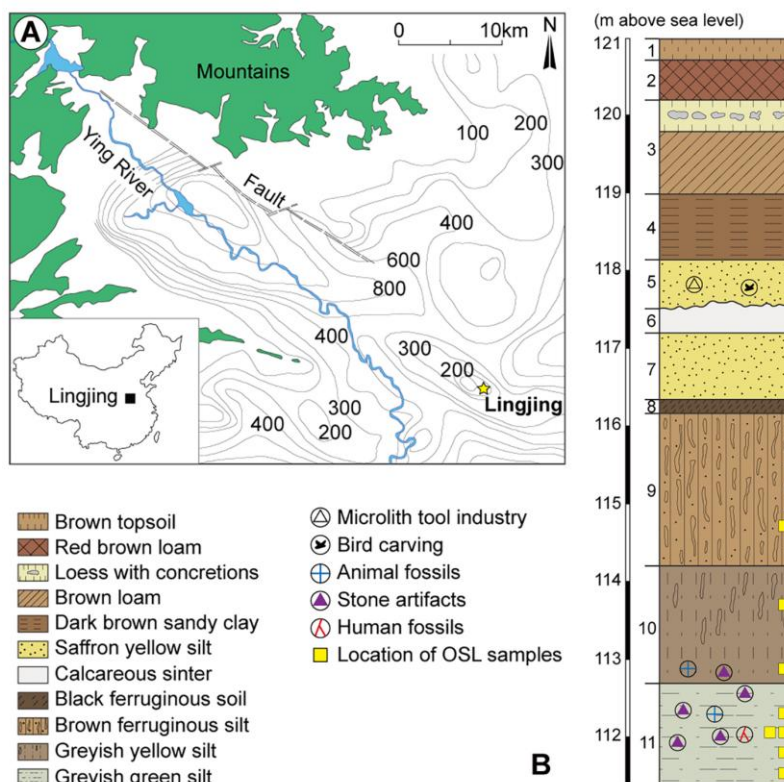 A
0 10km
N
Mountains
Ying River
Fault
100
200
300
400
600
800
400
300
200
Lingjing
400
300
200
Lingjing
(m above sea level)
121
120
119
118
117
116
115
114
113
112
1
2
3
4
5
6
7
8
9
10
11
B
Brown topsoil
Red brown loam
Loess with concretions
Brown loam
Dark brown sandy clay
Saffron yellow silt
Calcareous sinter
Black ferruginous soil
Brown ferruginous silt
Greyish yellow silt
Greyish green silt
Microlith tool industry
Bird carving
Animal fossils
Stone artifacts
Human fossils
Location of OSL samples